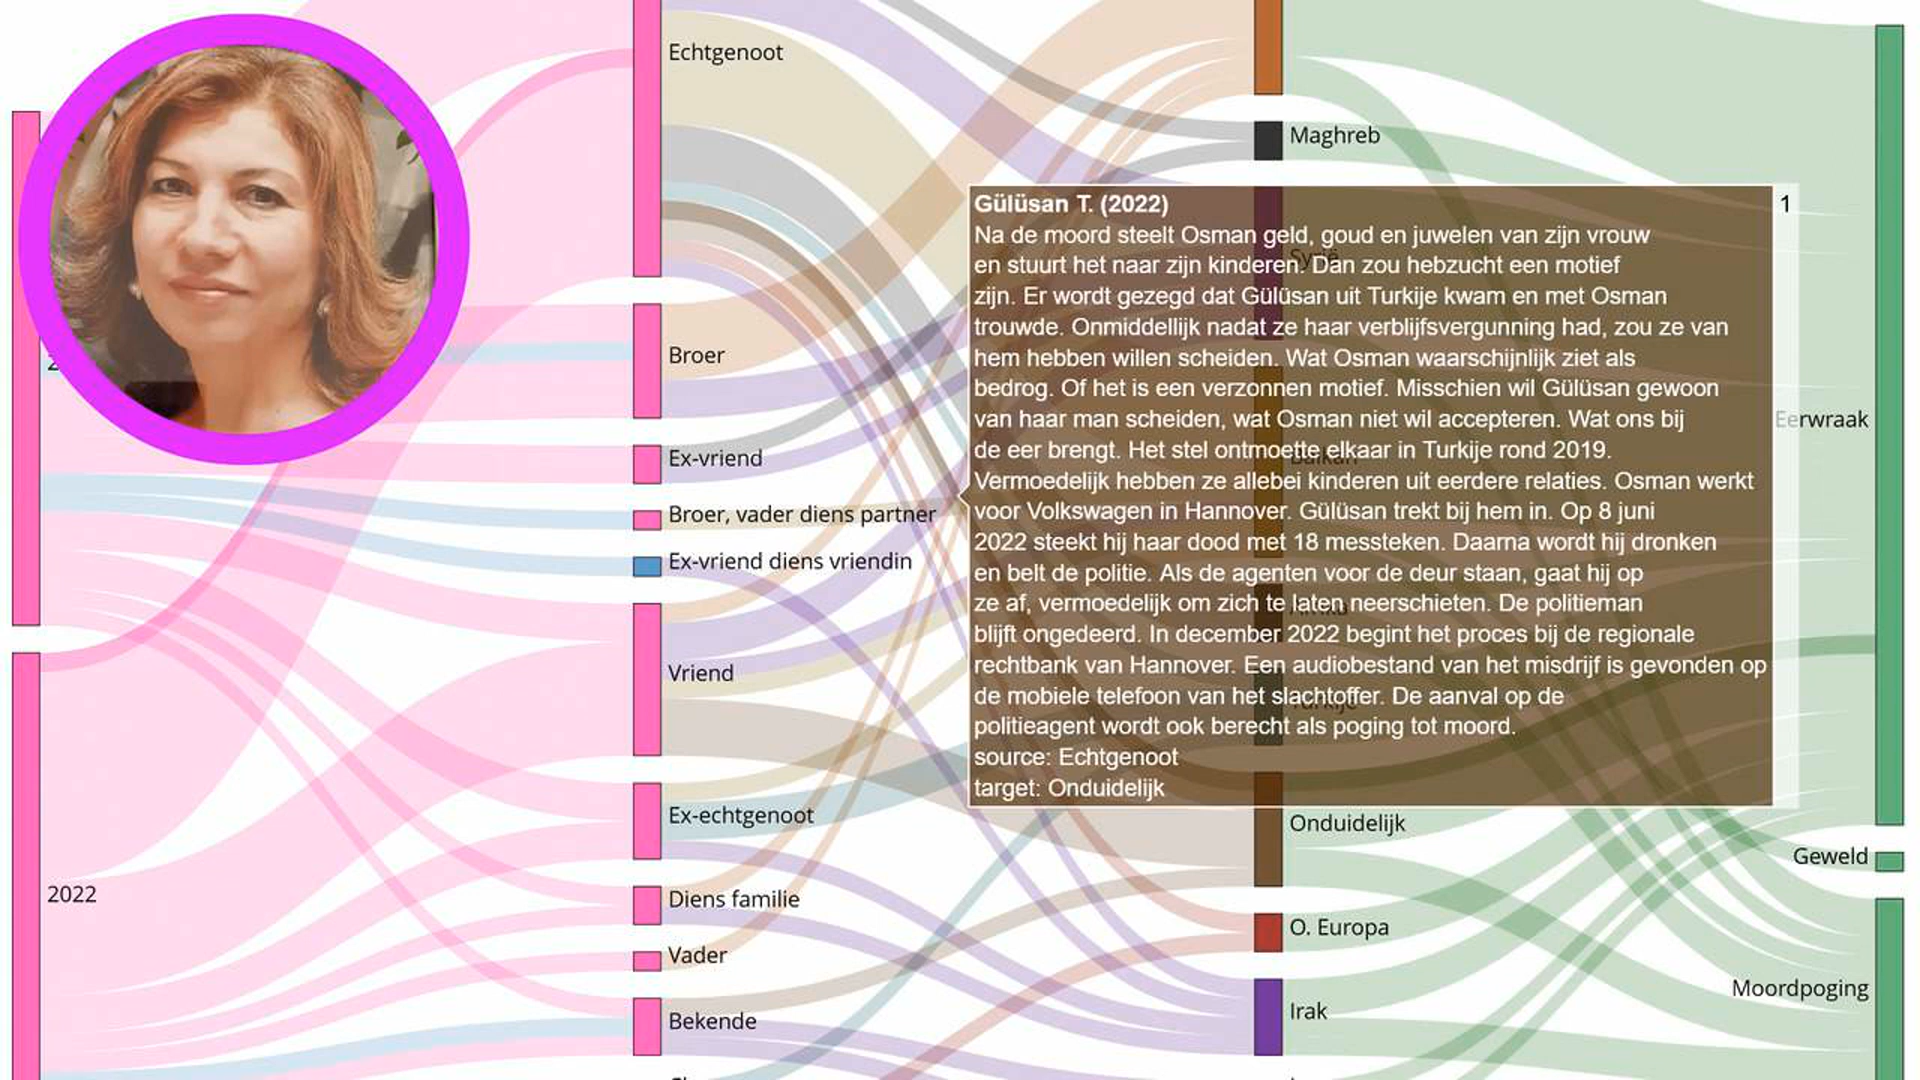 Echtgenoot
Broer
Ex-vriend
Broer, vader diens partner
Ex-vriend diens vriendin
Vriend
Ex-echtgenoot
2022
Diens familie
Vader
Bekende
Maghreb
Gülüsan T. (2022)
Na de moord steelt Osman geld, goud en juwelen van zijn vrouw
en stuurt het naar zijn kinderen. Dan zou hebzucht een motief
zijn. Er wordt gezegd dat Gülüsan uit Turkije kwam en met Osman
trouwde. Onmiddellijk nadat ze haar verblijfsvergunning had, zou ze van
hem hebben willen scheiden. Wat Osman waarschijnlijk ziet als
bedrog. Of het is een verzonnen motief. Misschien wil Gülüsan gewoon
van haar man scheiden, wat Osman niet wil accepteren. Wat ons bij
de eer brengt. Het stel ontmoette elkaar in Turkije rond 2019.
Vermoedelijk hebben ze allebei kinderen uit eerdere relaties. Osman werkt
voor Volkswagen in Hannover. Gülüsan trekt bij hem in. Op 8 juni
2022 steekt hij haar dood met 18 messteken. Daarna wordt hij dronken
en belt de politie. Als de agenten voor de deur staan, gaat hij op
ze af, vermoedelijk om zich te laten neerschieten. De politieman
blijft ongedeerd. In december 2022 begint het proces bij de regionale
rechtbank van Hannover. Een audiobestand van het misdrijf is gevonden op
de mobiele telefoon van het slachtoffer. De aanval op de
politieagent wordt ook berecht als poging tot moord.
source: Echtgenoot
target: Onduidelijk
1
Syrië
Balkan
Turkije
Onduidelijk
O. Europa
Irak
Eerwraak
Geweld
Moordpoging